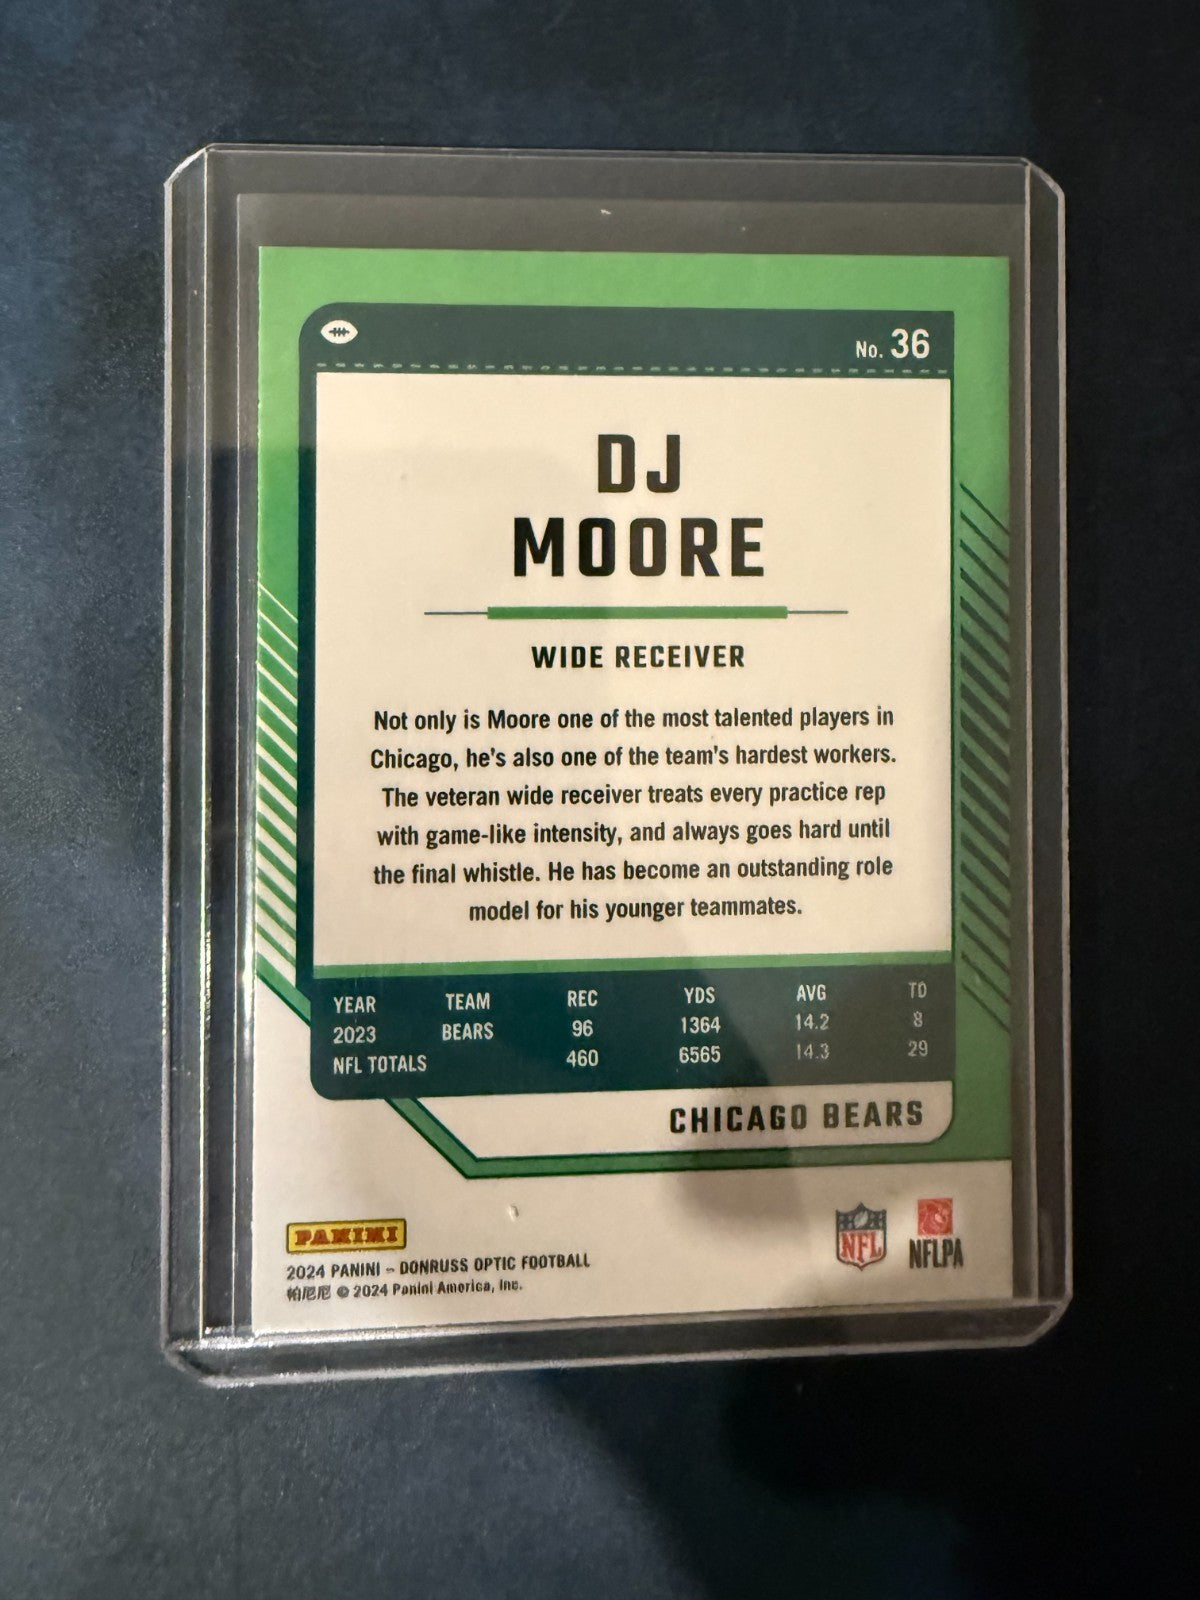 No. 36
DJ
MOORE
WIDE RECEIVER
Not only is Moore one of the most talented players in
Chicago, he's also one of the team's hardest workers.
The veteran wide receiver treats every practice rep
with game-like intensity, and always goes hard until
the final whistle. He has become an outstanding role
model for his younger teammates.
YEAR TEAM REC YDS AVG TD
2023 BEARS 96 1364 14.2 8
NFL TOTALS 460 6565 14.3 29
CHICAGO BEARS
PANINI
2024 PANINI - DONRUSS OPTIC FOOTBALL
帕尼尼 © 2024 Panini America, Inc.
NFL
NFLPA